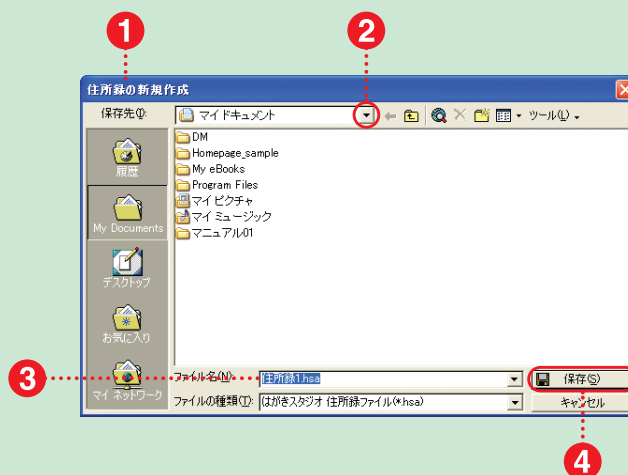 1
2
住所録の新規作成
保存先(I):
マイ ドキュメント
ツール(L)
履歴
My Documents
デスクトップ
お気に入り
マイ ネットワーク
DM
Homepage_sample
My eBooks
Program Files
マイ ピクチャ
マイ ミュージック
マニュアル01
3
ファイル名(N):
住所録1.hsa
保存(S)
ファイルの種類(T):
はがきスタジオ 住所録ファイル(*.hsa)
キャンセル
4